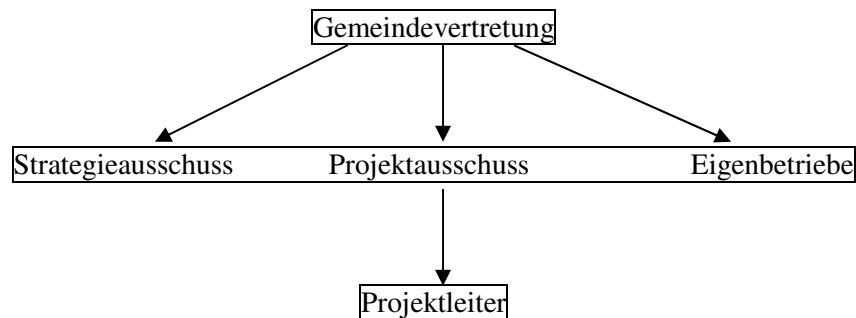 Gemeindevertretung
Strategieausschuss Projektausschuss Eigenbetriebe
Projektleiter